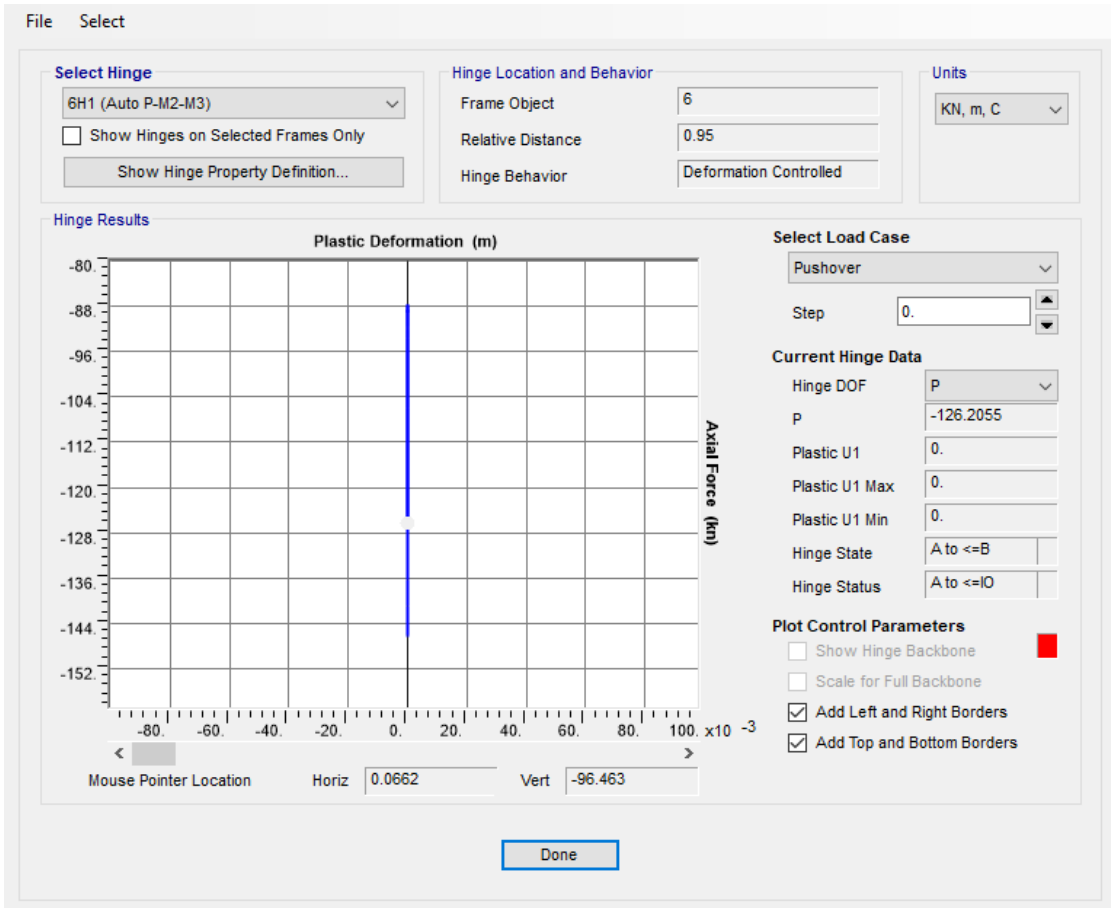 File Select
Select Hinge
6H1 (Auto P-M2-M3)
Show Hinges on Selected Frames Only
Show Hinge Property Definition...
Hinge Location and Behavior
Frame Object 6
Relative Distance 0.95
Hinge Behavior Deformation Controlled
Units
KN, m, C
Hinge Results
Plastic Deformation (m)
-80.
-88.
-96.
-104.
-112.
-120.
-128.
-136.
-144.
-152.
-80. -60. -40. -20. 0. 20. 40. 60. 80. 100. x10 -3
Axial Force (kn)
Mouse Pointer Location Horiz 0.0662 Vert -96.463
Select Load Case
Pushover
Step 0.
Current Hinge Data
Hinge DOF P
P -126.2055
Plastic U1 0.
Plastic U1 Max 0.
Plastic U1 Min 0.
Hinge State A to <=B
Hinge Status A to <=IO
Plot Control Parameters
Show Hinge Backbone
Scale for Full Backbone
Add Left and Right Borders
Add Top and Bottom Borders
Done